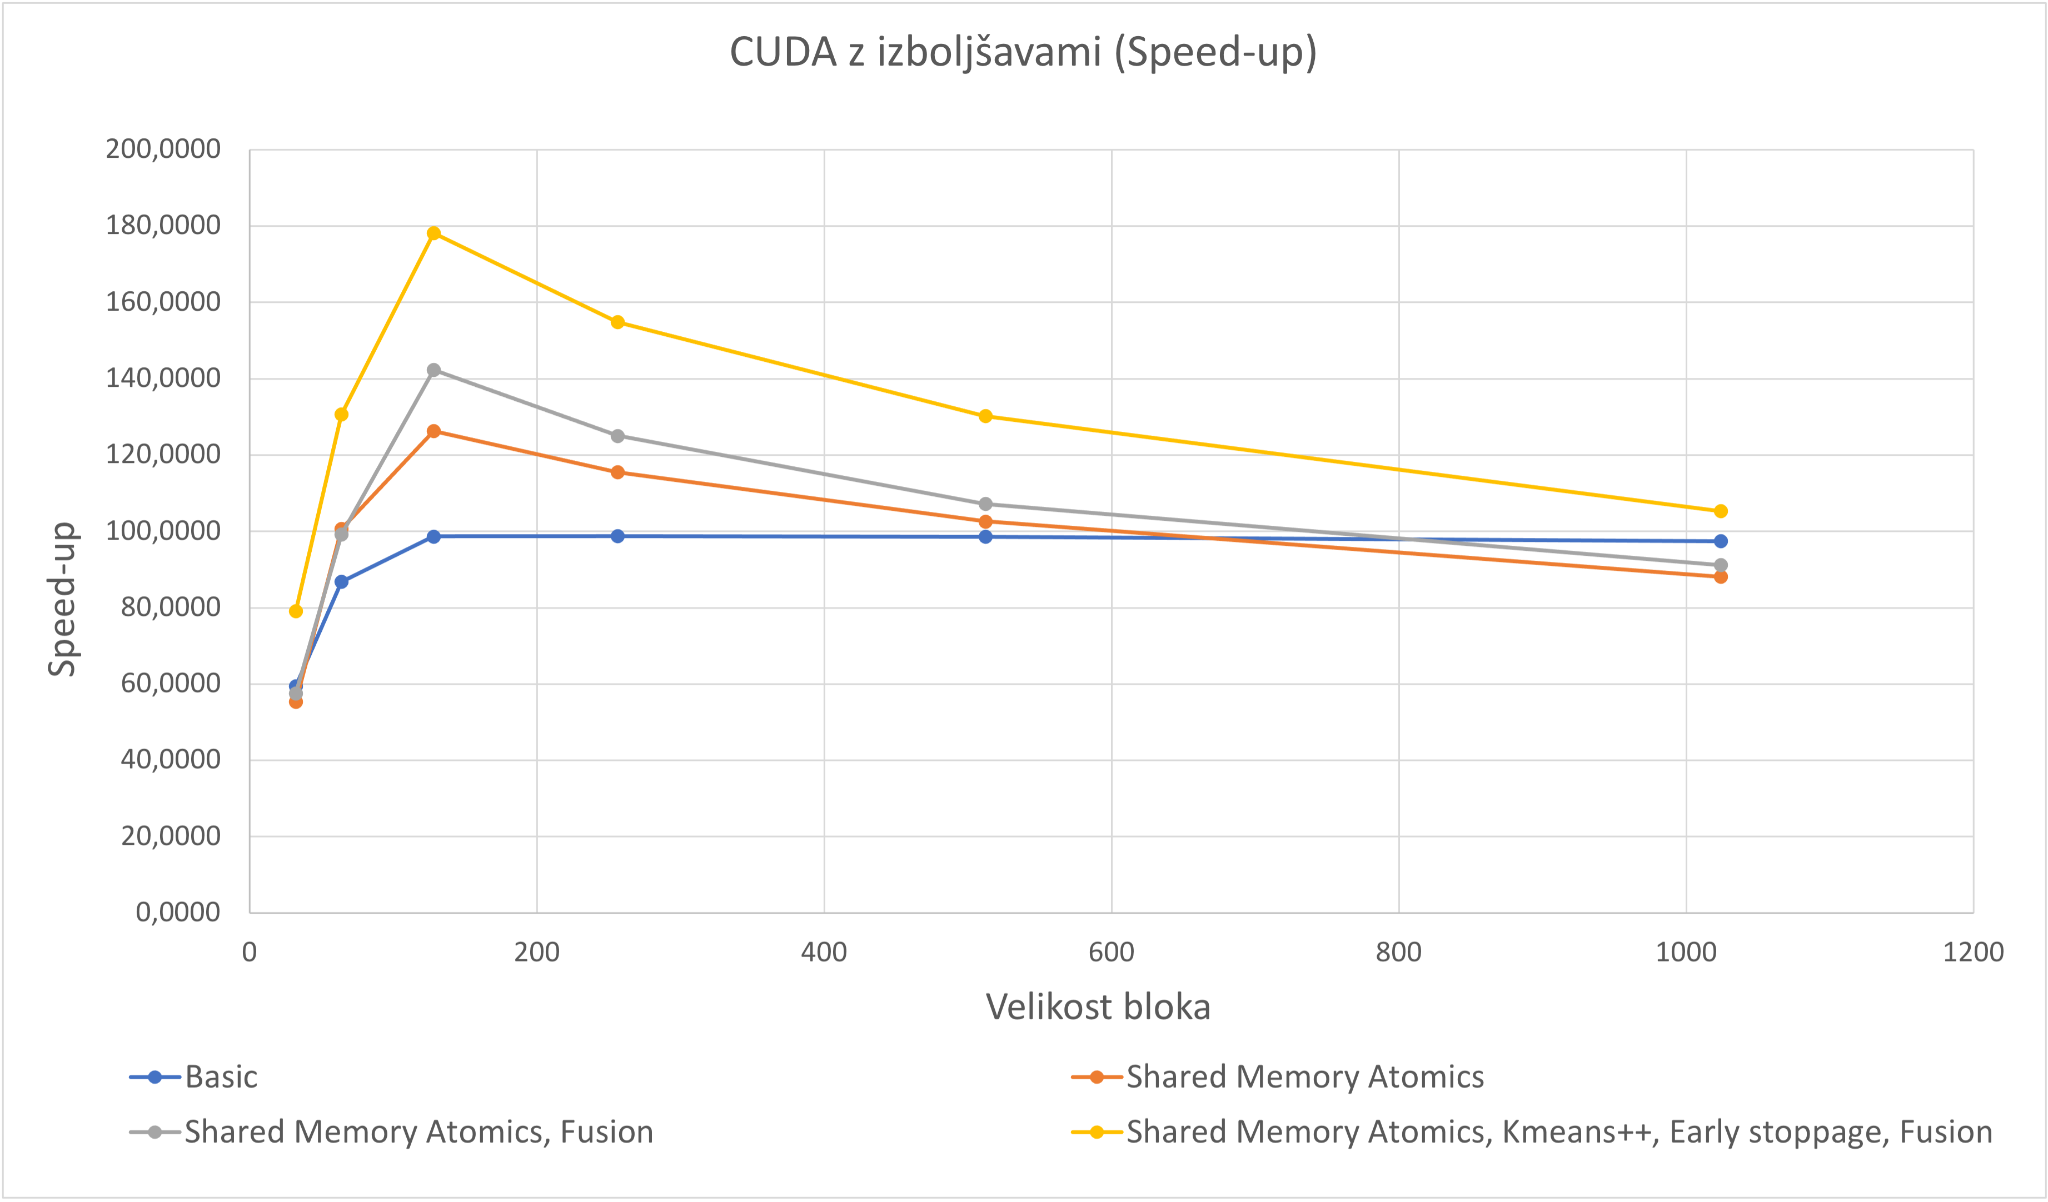 CUDA z izboljšavami (Speed-up)
200,0000
180,0000
160,0000
140,0000
120,0000
100,0000
80,0000
60,0000
40,0000
20,0000
0,0000
Speed-up
0 200 400 600 800 1000 1200
Velikost bloka
Basic
Shared Memory Atomics
Shared Memory Atomics, Fusion
Shared Memory Atomics, Kmeans++, Early stoppage, Fusion